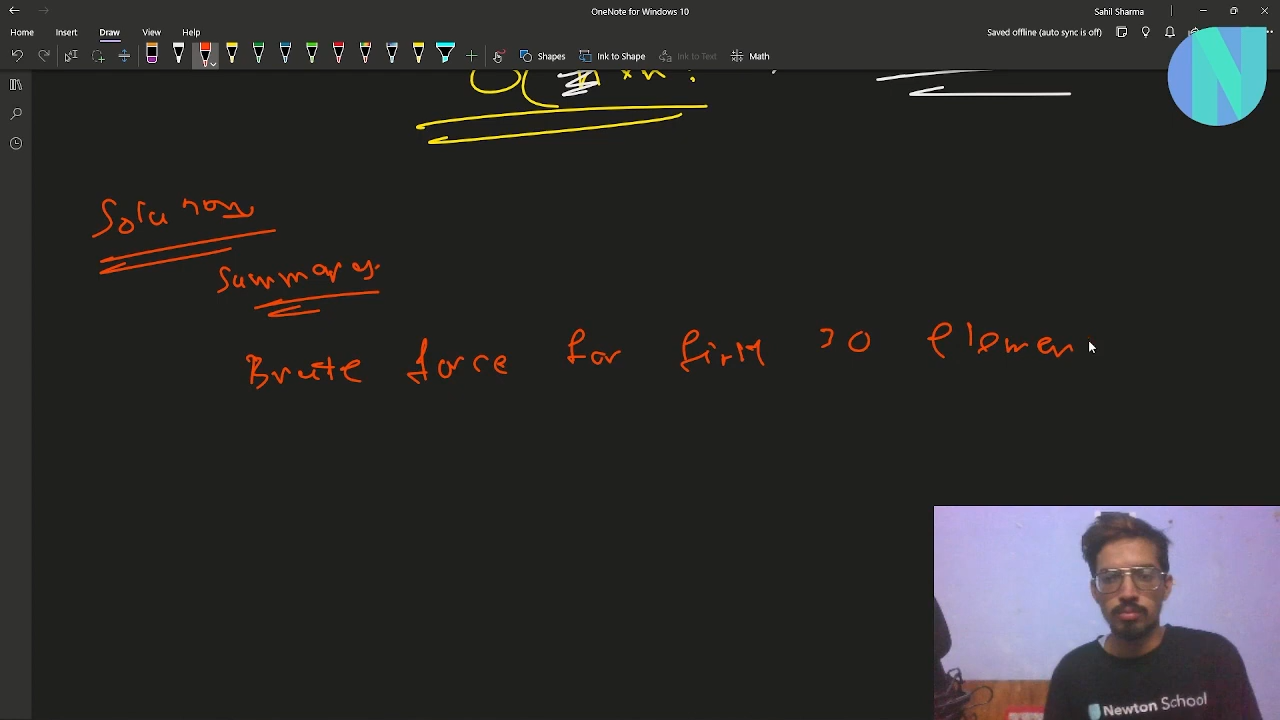 OneNote for Windows 10
Sahil Sharma
Home Insert Draw View Help
Saved offline (auto sync is off)
Shapes Ink to Shape Ink to Text Math
Solution
Summary
Brute force for first 30 elemen
Newton School